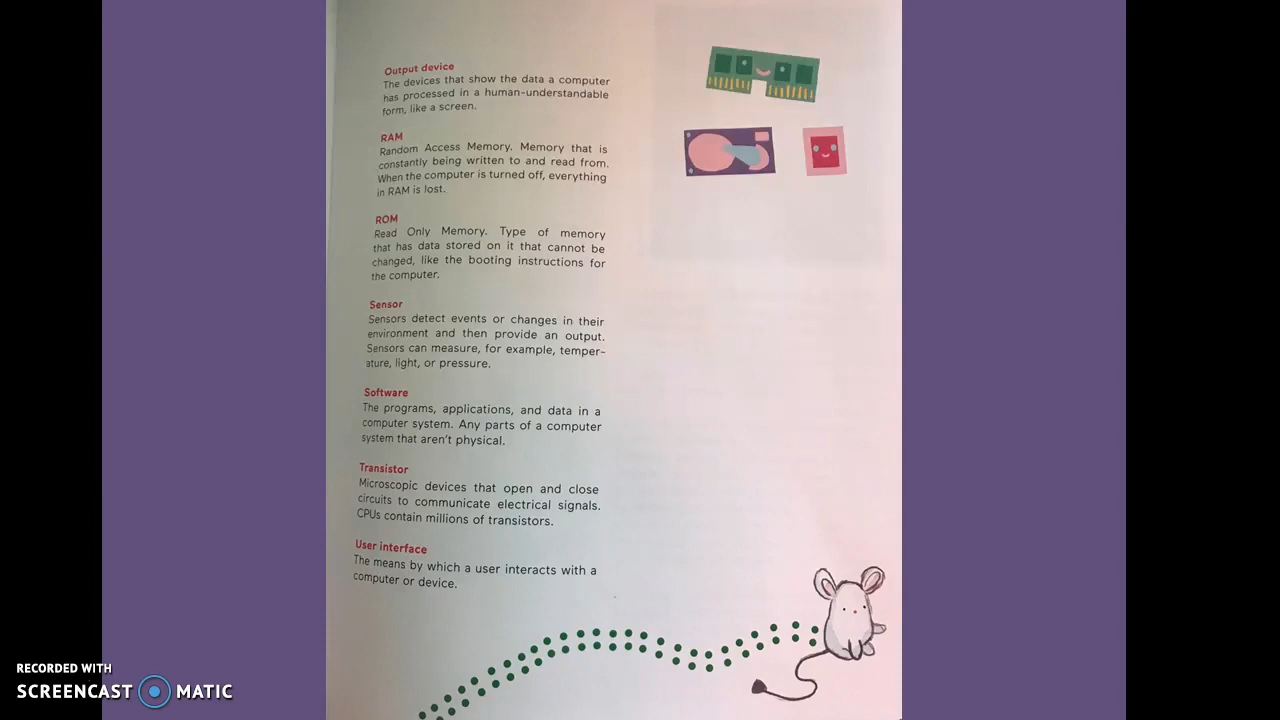 Output device
The devices that show the data a computer
has processed in a human-understandable
form, like a screen.
RAM
Random Access Memory. Memory that is
constantly being written to and read from.
When the computer is turned off, everything
in RAM is lost.
ROM
Read Only Memory. Type of memory
that has data stored on it that cannot be
changed, like the booting instructions for
the computer.
Sensor
Sensors detect events or changes in their
environment and then provide an output.
Sensors can measure, for example, temper-
ature, light, or pressure.
Software
The programs, applications, and data in a
computer system. Any parts of a computer
system that aren't physical.
Transistor
Microscopic devices that open and close
circuits to communicate electrical signals.
CPUs contain millions of transistors.
User interface
The means by which a user interacts with a
computer or device.
RECORDED WITH
SCREENCAST MATIC